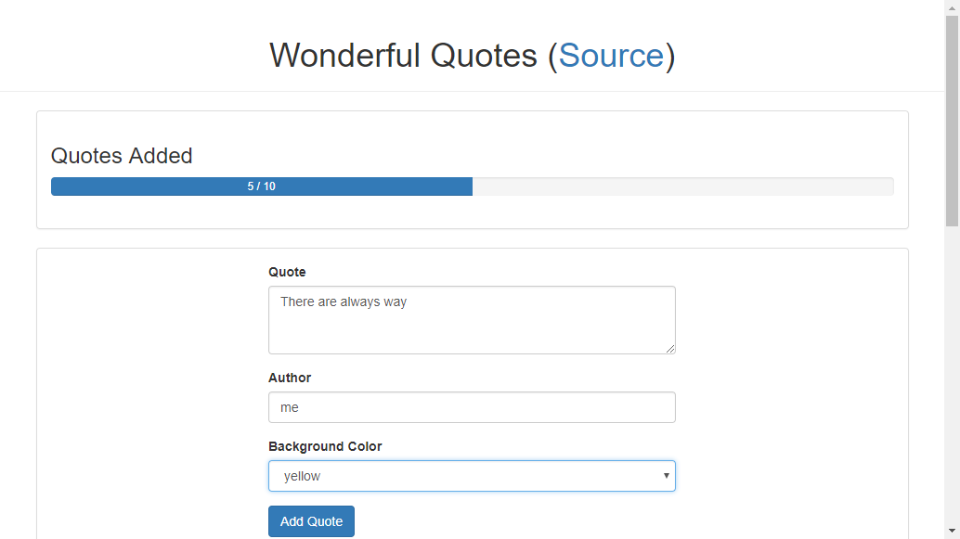 Wonderful Quotes (Source)
Quotes Added
5 / 10
Quote
There are always way
Author
me
Background Color
yellow
Add Quote